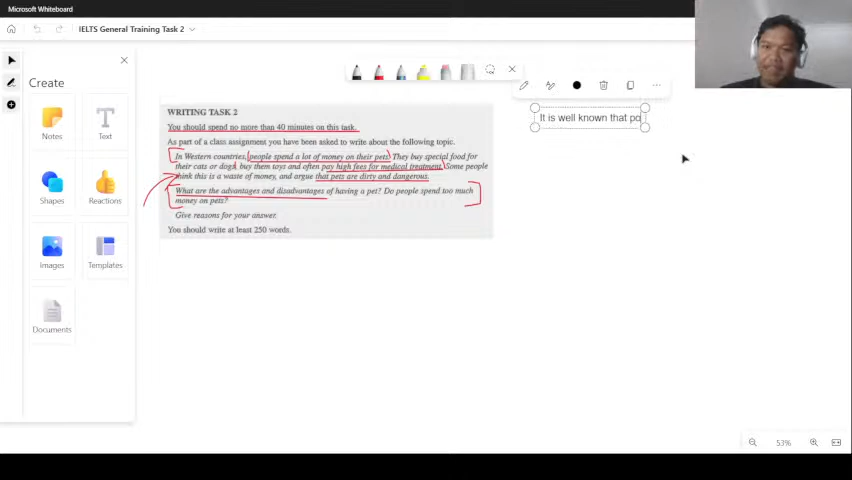 Microsoft Whiteboard
IELTS General Training Task 2
Create
Notes
Text
Shapes
Reactions
Images
Templates
Documents
WRITING TASK 2
You should spend no more than 40 minutes on this task.
As part of a class assignment you have been asked to write about the following topic.
In Western countries, people spend a lot of money on their pets. They buy special food for
their cats or dogs, buy them toys and often pay high fees for medical treatment. Some people
think this is a waste of money, and argue that pets are dirty and dangerous.
What are the advantages and disadvantages of having a pet? Do people spend too much
money on pets?
Give reasons for your answer.
You should write at least 250 words.
It is well known that po
53%